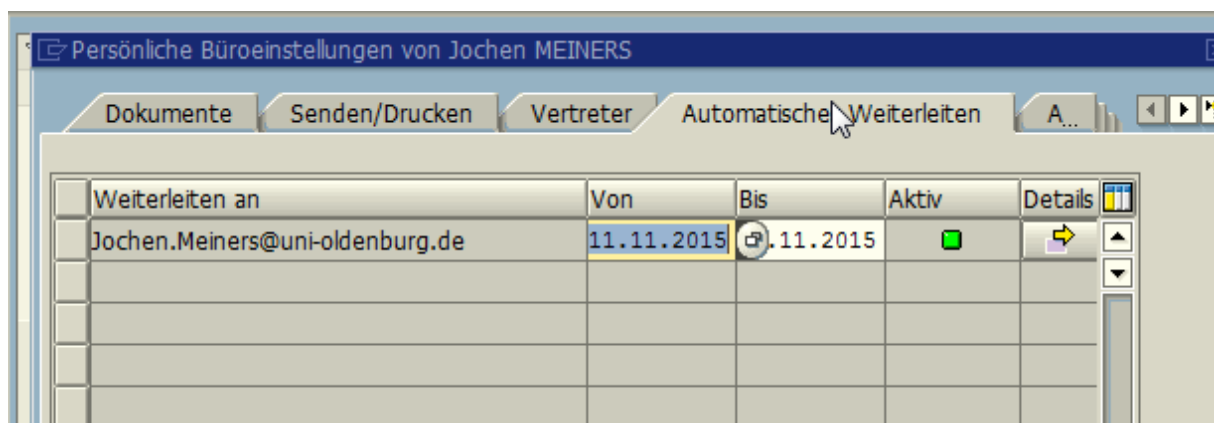 Persönliche Büroeinstellungen von Jochen MEINERS
Dokumente Senden/Drucken Vertreter Automatisches Weiterleiten A...
Weiterleiten an Von Bis Aktiv Details
Jochen.Meiners@uni-oldenburg.de 11.11.2015 .11.2015